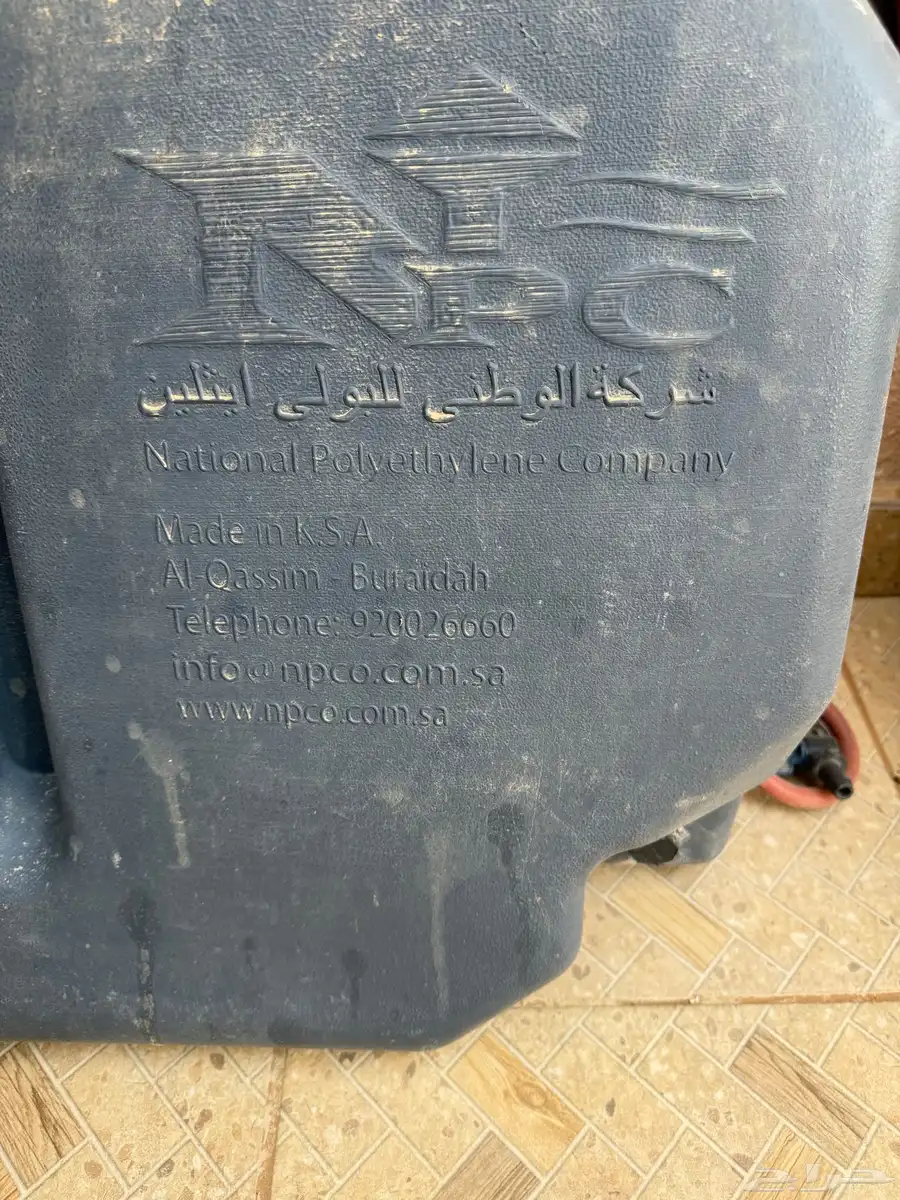 NPC
شركة الوطني للبولي ايثلين
National Polyethylene Company
Made in K.S.A.
Al-Qassim - Buraidah
Telephone: 920026660
info@npco.com.sa
www.npco.com.sa
حراج